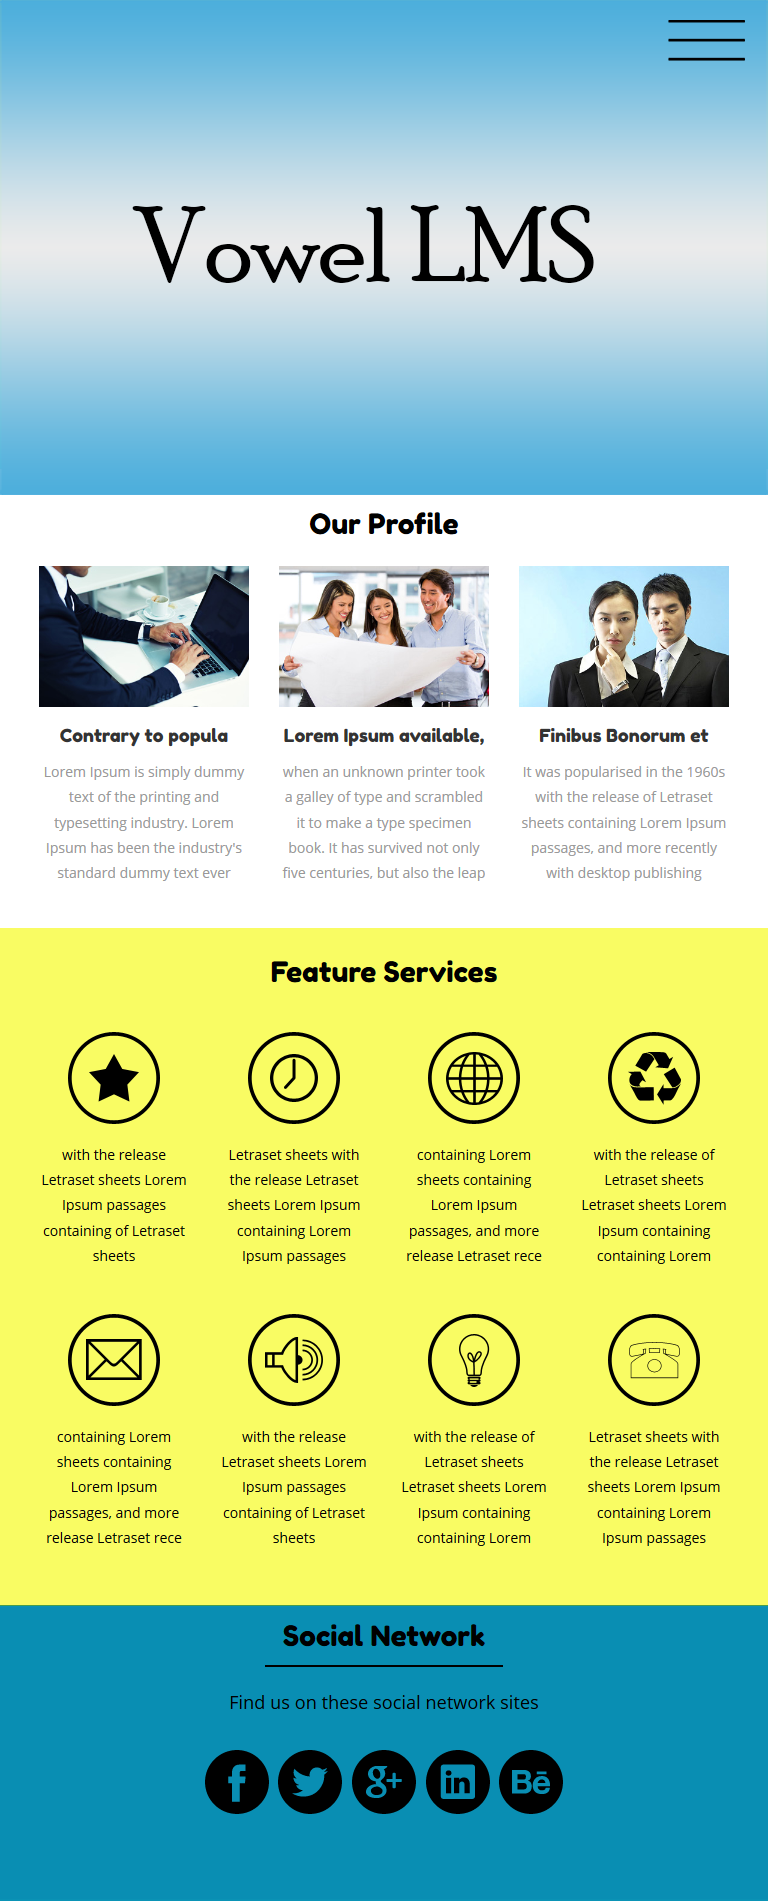 Vowel LMS
Our Profile
Contrary to popula
Lorem Ipsum is simply dummy
text of the printing and
typesetting industry. Lorem
Ipsum has been the industry's
standard dummy text ever
Lorem Ipsum available,
when an unknown printer took
a galley of type and scrambled
it to make a type specimen
book. It has survived not only
five centuries, but also the leap
Finibus Bonorum et
It was popularised in the 1960s
with the release of Letraset
sheets containing Lorem Ipsum
passages, and more recently
with desktop publishing
Feature Services
with the release
Letraset sheets Lorem
Ipsum passages
containing of Letraset
sheets
Letraset sheets with
the release Letraset
sheets Lorem Ipsum
containing Lorem
Ipsum passages
containing Lorem
sheets containing
Lorem Ipsum
passages, and more
release Letraset rece
with the release of
Letraset sheets
Letraset sheets Lorem
Ipsum containing
containing Lorem
containing Lorem
sheets containing
Lorem Ipsum
passages, and more
release Letraset rece
with the release
Letraset sheets Lorem
Ipsum passages
containing of Letraset
sheets
with the release of
Letraset sheets
Letraset sheets Lorem
Ipsum containing
containing Lorem
Letraset sheets with
the release Letraset
sheets Lorem Ipsum
containing Lorem
Ipsum passages
Social Network
Find us on these social network sites
f
g+
in
Bē